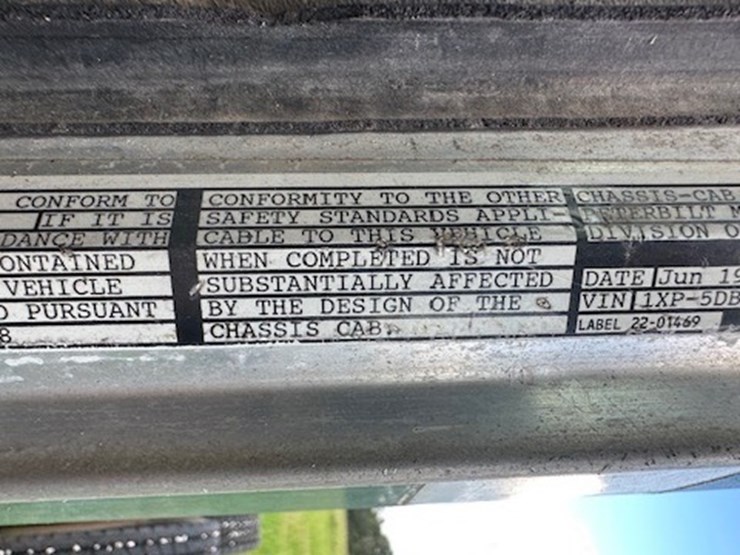 CONFORM TO
IF IT IS
DANCE WITH
ONTAINED
VEHICLE
PURSUANT
8
CONFORMITY TO THE OTHER
SAFETY STANDARDS APPLI-
CABLE TO THIS VEHICLE
WHEN COMPLETED IS NOT
SUBSTANTIALLY AFFECTED
BY THE DESIGN OF THE
CHASSIS CAB.
CHASSIS-CAB
PETERBILT M
DIVISION O
DATE Jun 19
VIN 1XP-5DB
LABEL 22-01469